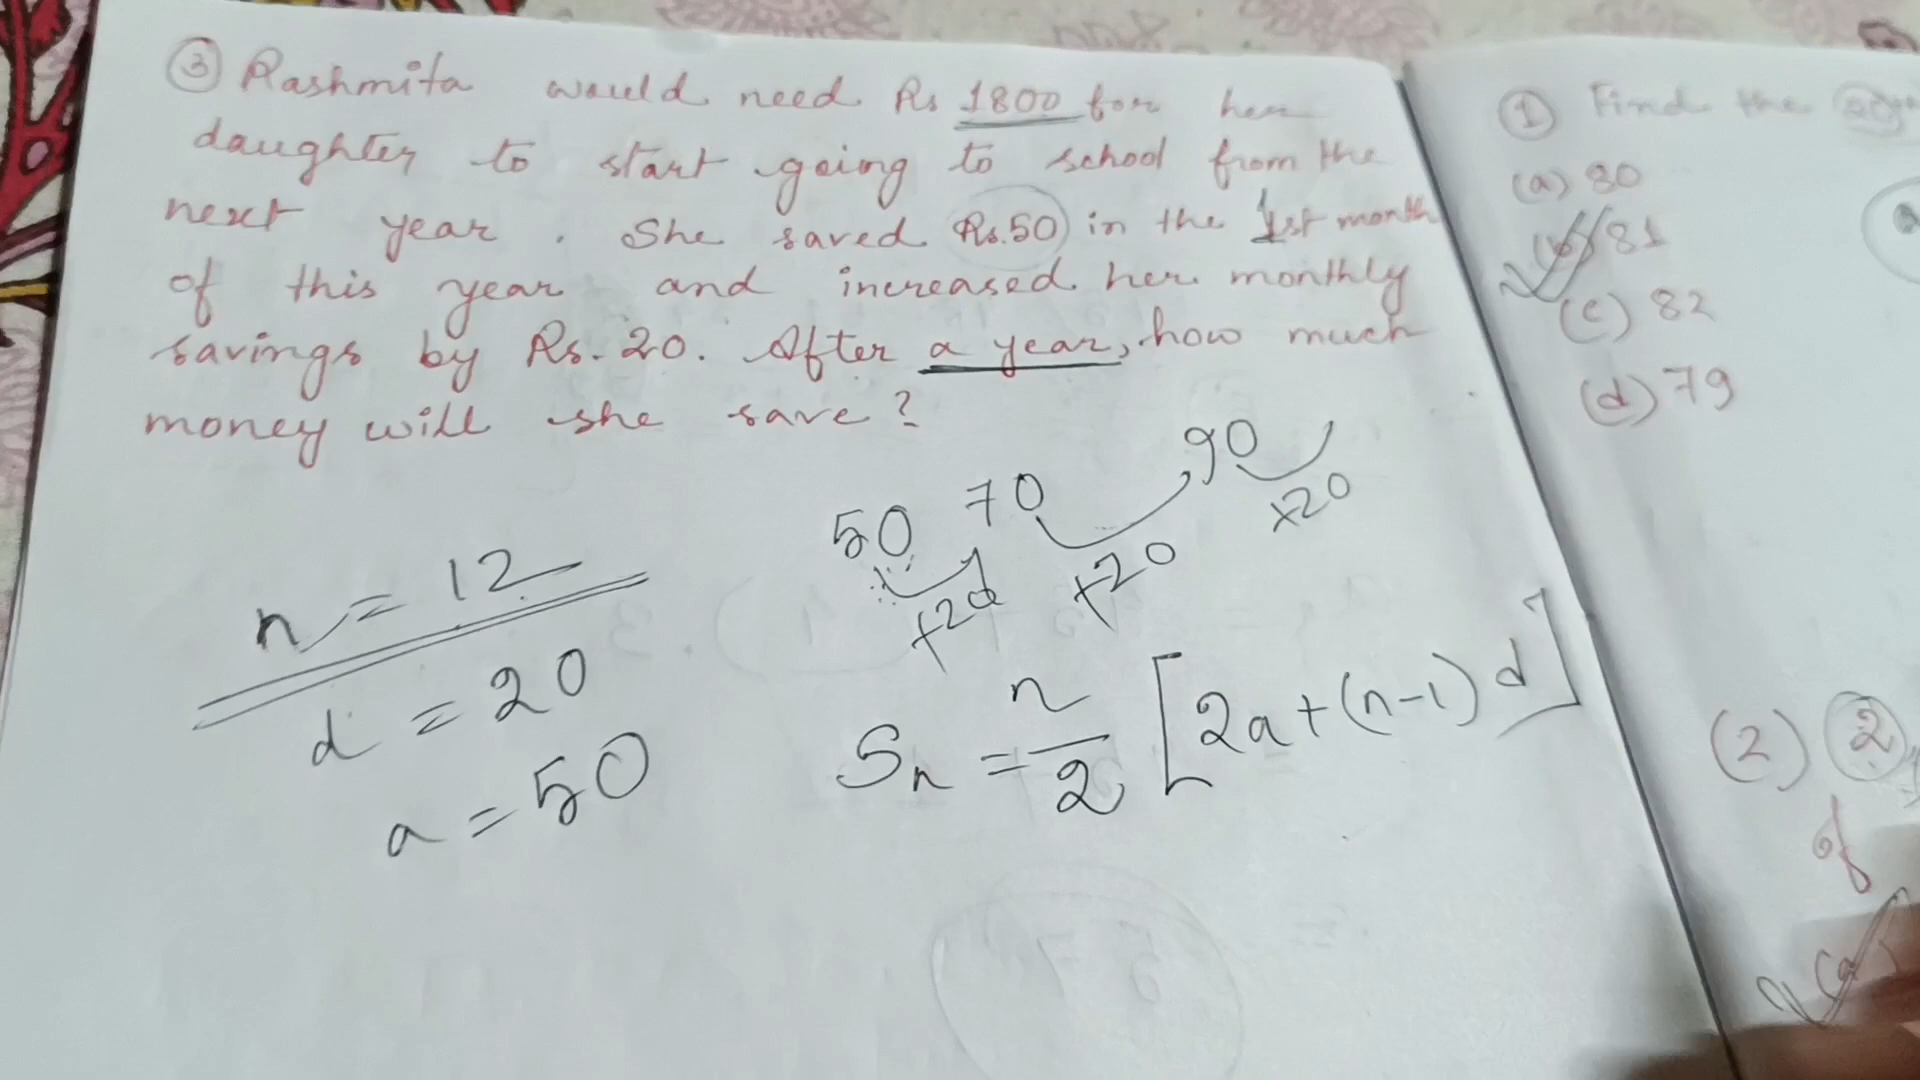 ③ Rashmita would need Rs 1800 for her
daughter to start going to school from the
next year. She saved Rs.50 in the 1st month
of this year and increased her monthly
savings by Rs.20. After a year, how much
money will she save?
50 70 90
+20 +20 +20
n = 12
d = 20
a = 50
Sn = n/2 [2a+(n-1)d]
① Find the
(a) 80
(b) 81
(c) 82
(d) 79
(2) 2
of
(a)